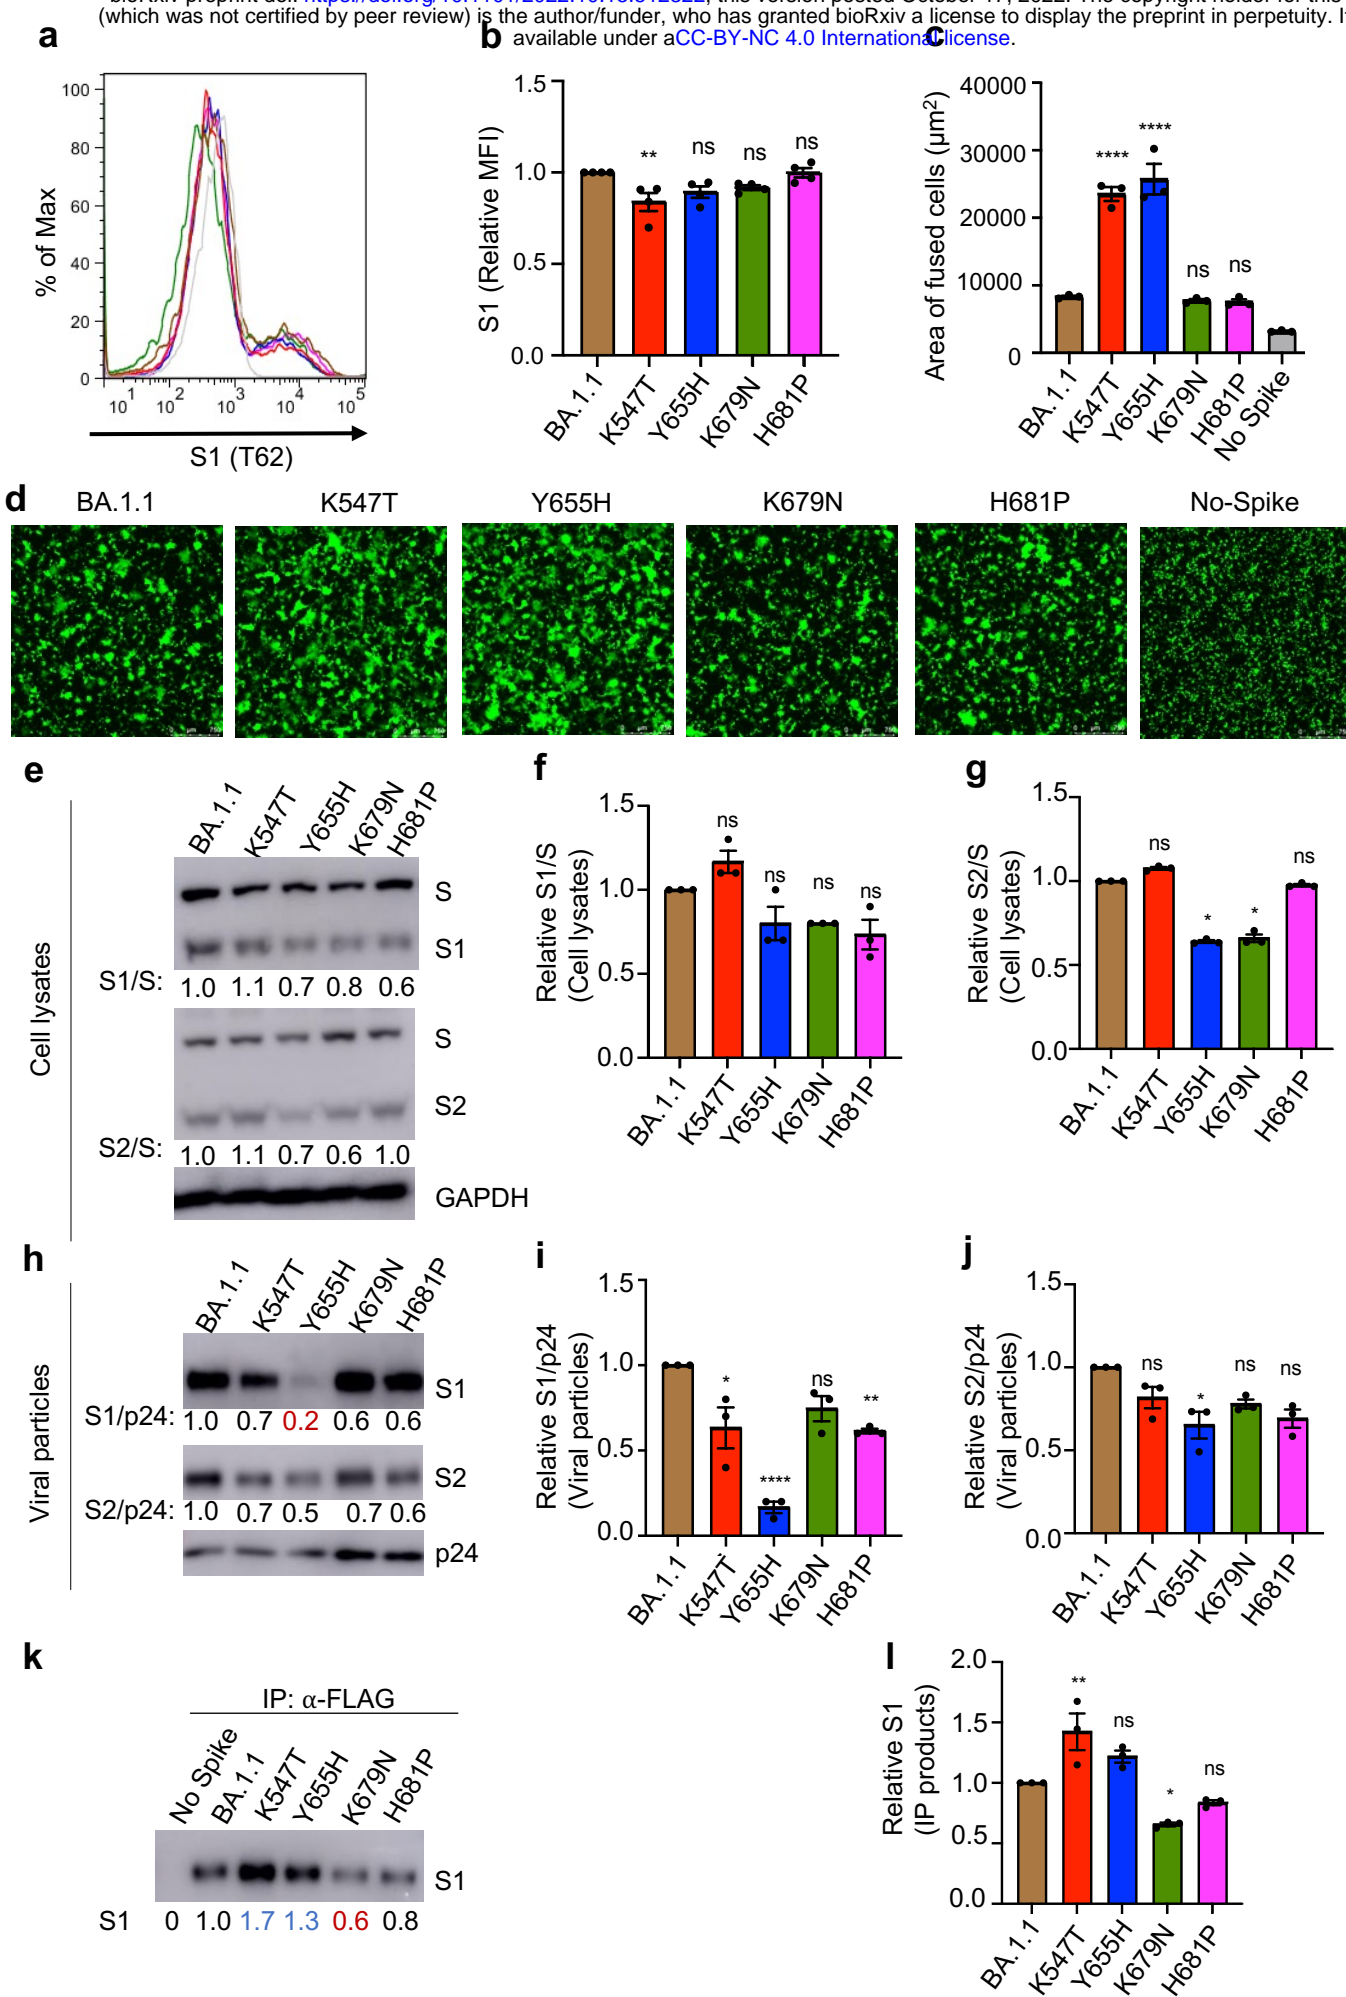 (which was not certified by peer review) is the author/funder, who has granted bioRxiv a license to display the preprint in perpetuity. I
available under aCC-BY-NC 4.0 International license.
a
100
80
60
40
20
0
% of Max
10^1 10^2 10^3 10^4 10^5
S1 (T62)
b
1.5
1.0
0.5
0.0
S1 (Relative MFI)
** ns ns ns
BA.1.1 K547T Y655H K679N H681P
c
40000
30000
20000
10000
0
Area of fused cells (μm²)
**** **** ns ns
BA.1.1 K547T Y655H K679N H681P No Spike
d
BA.1.1 K547T Y655H K679N H681P No-Spike
e
Cell lysates
BA.1.1 K547T Y655H K679N H681P
S
S1
S1/S: 1.0 1.1 0.7 0.8 0.6
S
S2
S2/S: 1.0 1.1 0.7 0.6 1.0
GAPDH
f
1.5
1.0
0.5
0.0
Relative S1/S
(Cell lysates)
ns ns ns ns
BA.1.1 K547T Y655H K679N H681P
g
1.5
1.0
0.5
0.0
Relative S2/S
(Cell lysates)
ns * * ns
BA.1.1 K547T Y655H K679N H681P
h
Viral particles
BA.1.1 K547T Y655H K679N H681P
S1
S1/p24: 1.0 0.7 0.2 0.6 0.6
S2
S2/p24: 1.0 0.7 0.5 0.7 0.6
p24
i
1.5
1.0
0.5
0.0
Relative S1/p24
(Viral particles)
* **** ns **
BA.1.1 K547T Y655H K679N H681P
j
1.5
1.0
0.5
0.0
Relative S2/p24
(Viral particles)
ns * ns ns
BA.1.1 K547T Y655H K679N H681P
k
IP: α-FLAG
No Spike BA.1.1 K547T Y655H K679N H681P
S1
S1 0 1.0 1.7 1.3 0.6 0.8
l
2.0
1.5
1.0
0.5
0.0
Relative S1
(IP products)
** ns * ns
BA.1.1 K547T Y655H K679N H681P